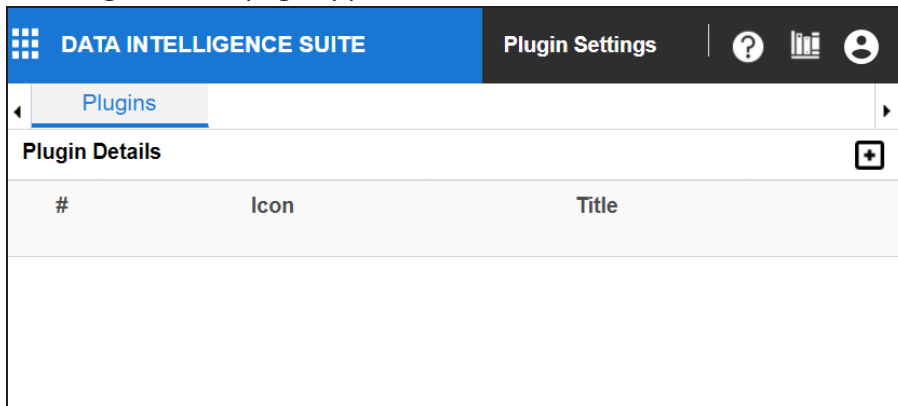 DATA INTELLIGENCE SUITE Plugin Settings
Plugins
Plugin Details
# Icon Title